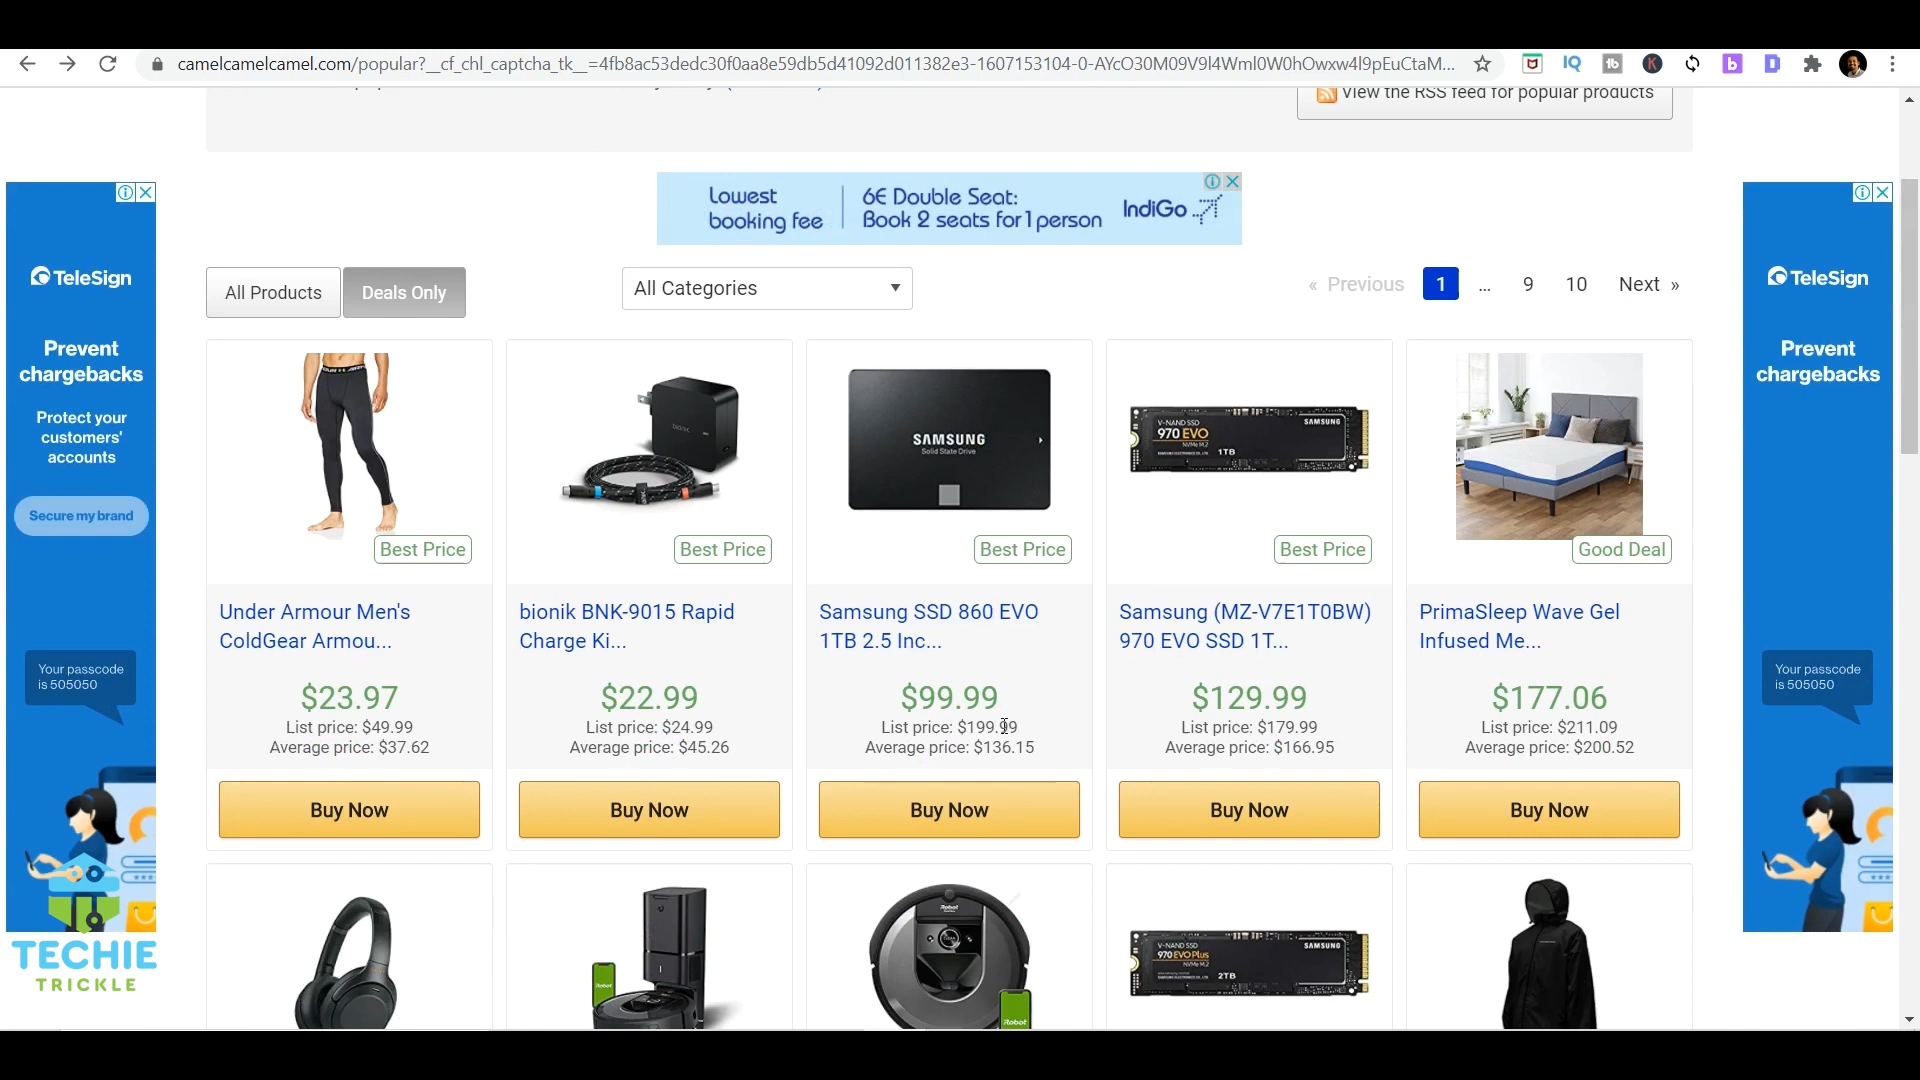 camelcamelcamel.com/popular?__cf_chl_captcha_tk__=4fb8ac53dedc30f0aa8e59db5d41092d011382e3-1607153104-0-AYcO30M09V9l4Wml0W0hOwxw4l9pEuCtaM...
View the RSS feed for popular products
Lowest
booking fee
6E Double Seat:
Book 2 seats for 1 person
IndiGo
TeleSign
Prevent
chargebacks
Protect your
customers'
accounts
Secure my brand
Your passcode
is 505050
TECHIE
TRICKLE
All Products
Deals Only
All Categories
« Previous 1 ... 9 10 Next »
Best Price
Under Armour Men's
ColdGear Armou...
$23.97
List price: $49.99
Average price: $37.62
Buy Now
bionik
Best Price
bionik BNK-9015 Rapid
Charge Ki...
$22.99
List price: $24.99
Average price: $45.26
Buy Now
SAMSUNG
Solid State Drive
Best Price
Samsung SSD 860 EVO
1TB 2.5 Inc...
$99.99
List price: $199.99
Average price: $136.15
Buy Now
V-NAND SSD
970 EVO
NVMe M.2
SAMSUNG
1TB
Best Price
Samsung (MZ-V7E1T0BW)
970 EVO SSD 1T...
$129.99
List price: $179.99
Average price: $166.95
Buy Now
Good Deal
PrimaSleep Wave Gel
Infused Me...
$177.06
List price: $211.09
Average price: $200.52
Buy Now
iRobot
iRobot
CLEAN
iRobot
V-NAND SSD
970 EVO Plus
NVMe M.2
SAMSUNG
2TB
TeleSign
Prevent
chargebacks
Your passcode
is 505050